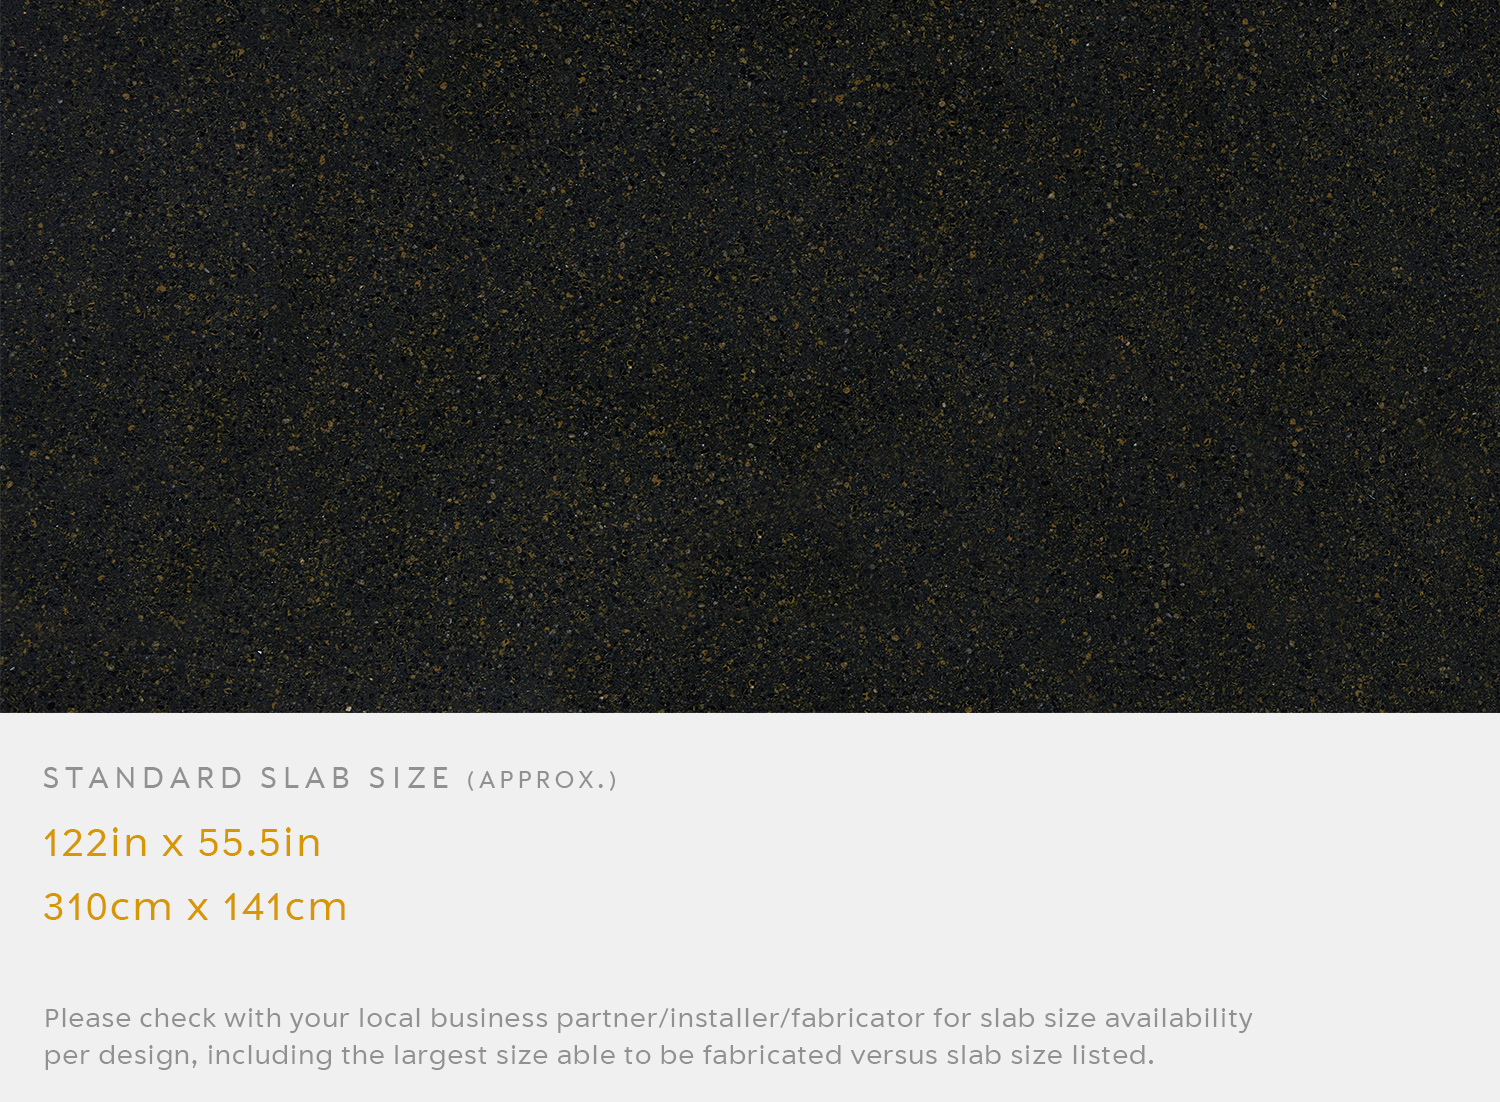 STANDARD SLAB SIZE (APPROX.)
122in x 55.5in
310cm x 141cm
Please check with your local business partner/installer/fabricator for slab size availability
per design, including the largest size able to be fabricated versus slab size listed.